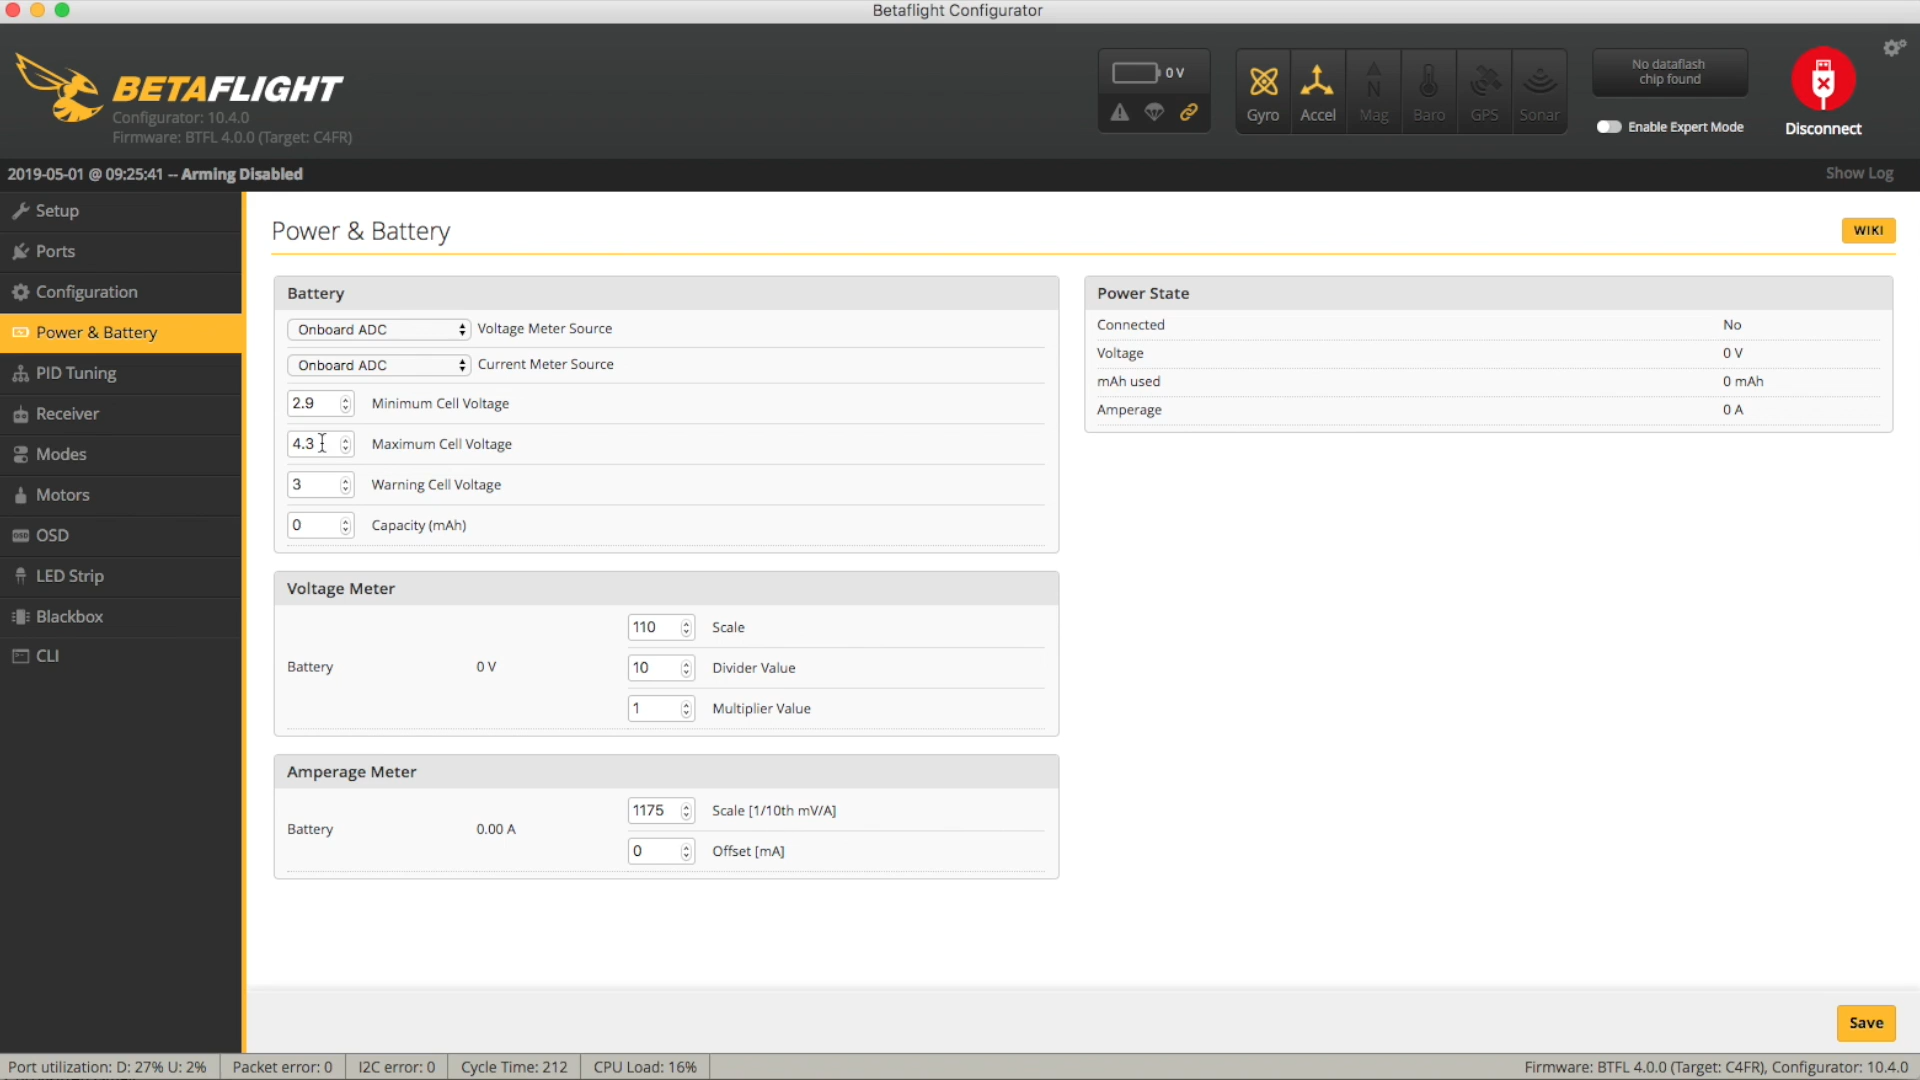 Betaflight Configurator
BETAFLIGHT
Configurator: 10.4.0
Firmware: BTFL 4.0.0 (Target: C4FR)
0 V
Gyro
Accel
Mag
Baro
GPS
Sonar
No dataflash
chip found
Enable Expert Mode
Disconnect
2019-05-01 @ 09:25:41 -- Arming Disabled
Show Log
Setup
Ports
Configuration
Power & Battery
PID Tuning
Receiver
Modes
Motors
OSD
LED Strip
Blackbox
CLI
Power & Battery
WIKI
Battery
Onboard ADC Voltage Meter Source
Onboard ADC Current Meter Source
2.9 Minimum Cell Voltage
4.3 Maximum Cell Voltage
3 Warning Cell Voltage
0 Capacity (mAh)
Power State
Connected No
Voltage 0 V
mAh used 0 mAh
Amperage 0 A
Voltage Meter
Battery 0 V
110 Scale
10 Divider Value
1 Multiplier Value
Amperage Meter
Battery 0.00 A
1175 Scale [1/10th mV/A]
0 Offset [mA]
Save
Port utilization: D: 27% U: 2%
Packet error: 0
I2C error: 0
Cycle Time: 212
CPU Load: 16%
Firmware: BTFL 4.0.0 (Target: C4FR), Configurator: 10.4.0